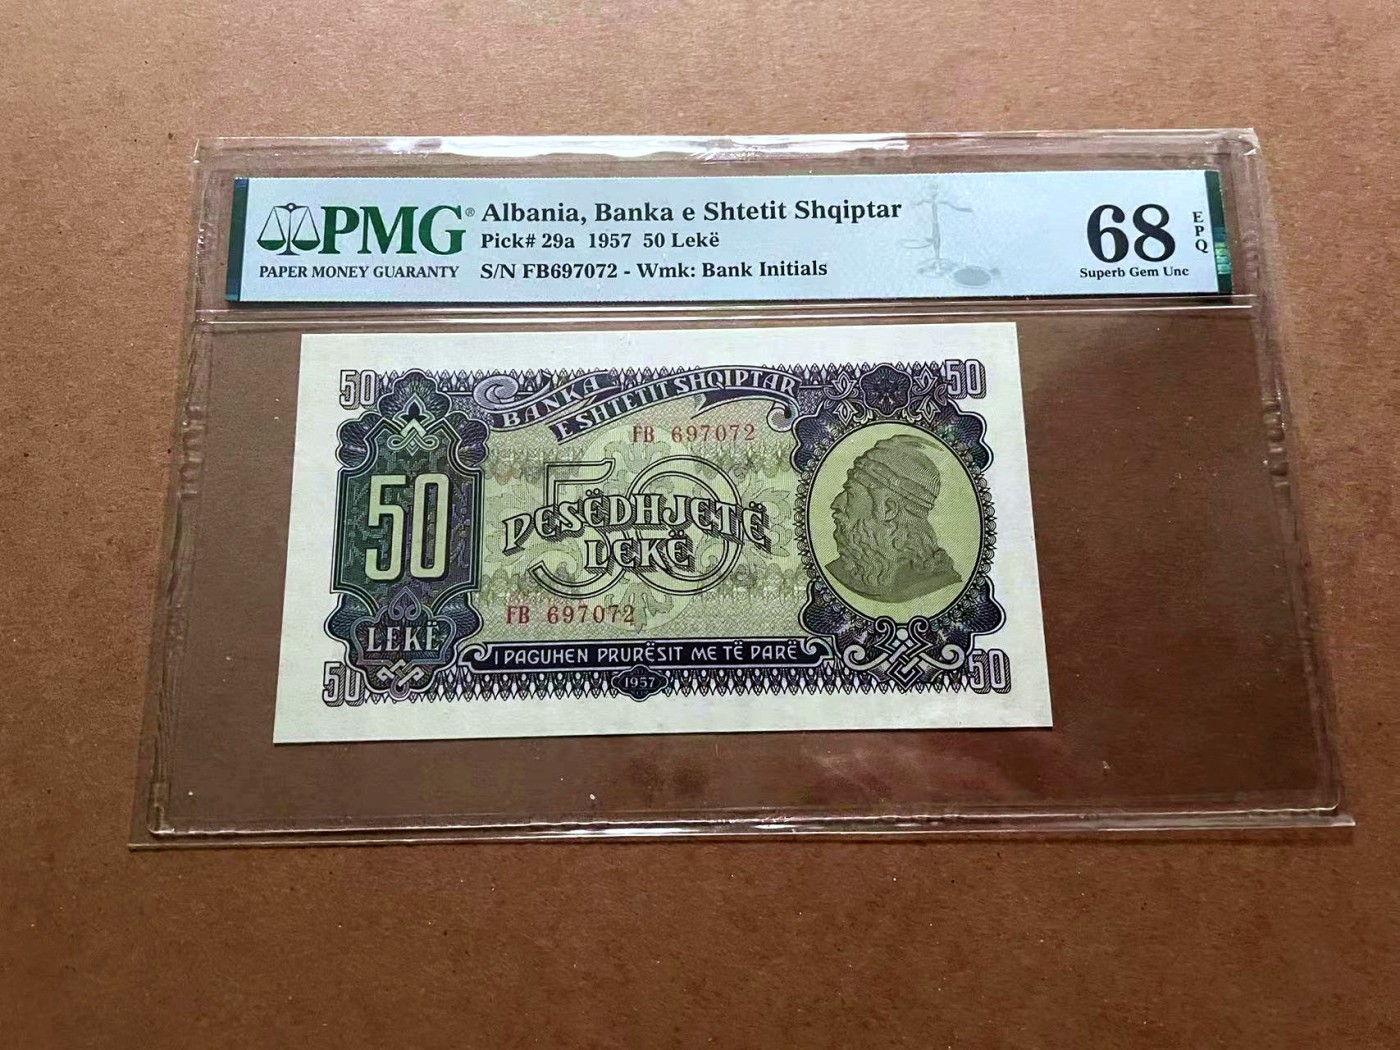 PMG®
PAPER MONEY GUARANTY
Albania, Banka e Shtetit Shqiptar
Pick# 29a 1957 50 Lekë
S/N FB697072 - Wmk: Bank Initials
68
Superb Gem Unc
EPQ
50
BANKA
E SHTETIT SHQIPTAR
50
FB 697072
50
50
PESËDHJETË
LEKË
FB 697072
LEKË
I PAGUHEN PRURËSIT ME TË PARË
50
1957
50